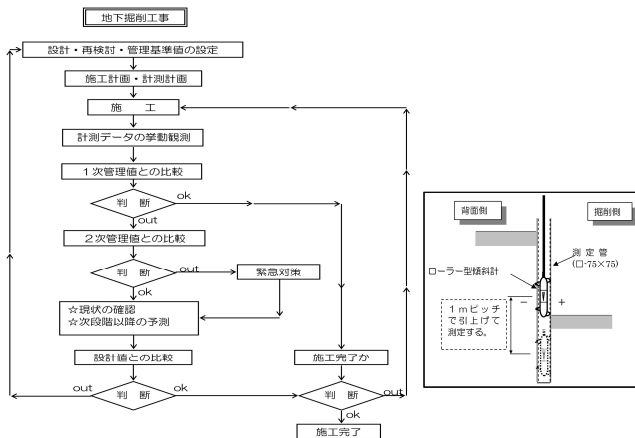 地下掘削工事
設計・再検討・管理基準値の設定
施工計画・計測計画
施　工
計測データの挙動観測
1次管理値との比較
判　断
ok
out
2次管理値との比較
判　断
out
緊急対策
ok
☆現状の確認
☆次段階以降の予測
設計値との比較
施工完了か
out
判　断
ok
判　断
out
ok
施工完了
背面側
掘削側
測 定 管
(□-75×75)
ローラー型傾斜計
－
＋
1mピッチ
で引上げて
測定する。